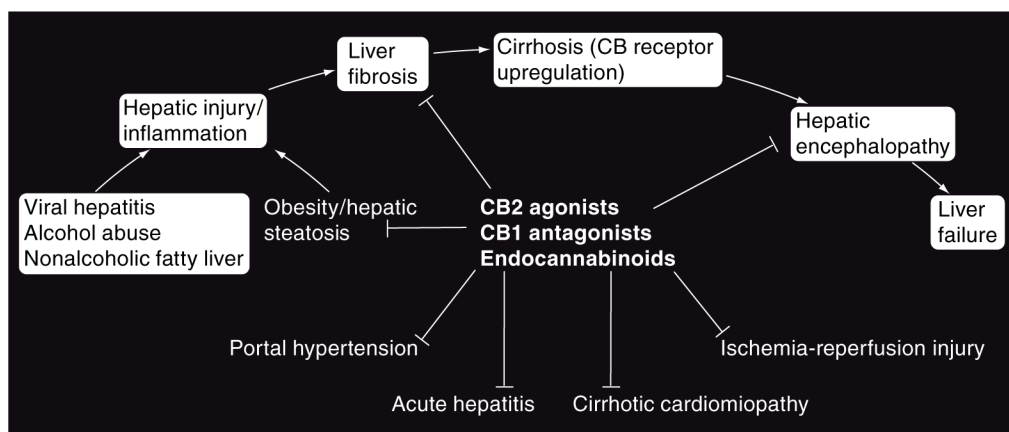 Liver
fibrosis
Cirrhosis (CB receptor
upregulation)
Hepatic injury/
inflammation
Hepatic
encephalopathy
Viral hepatitis
Alcohol abuse
Nonalcoholic fatty liver
Obesity/hepatic
steatosis
CB2 agonists
CB1 antagonists
Endocannabinoids
Liver
failure
Portal hypertension
Ischemia-reperfusion injury
Acute hepatitis
Cirrhotic cardiomiopathy